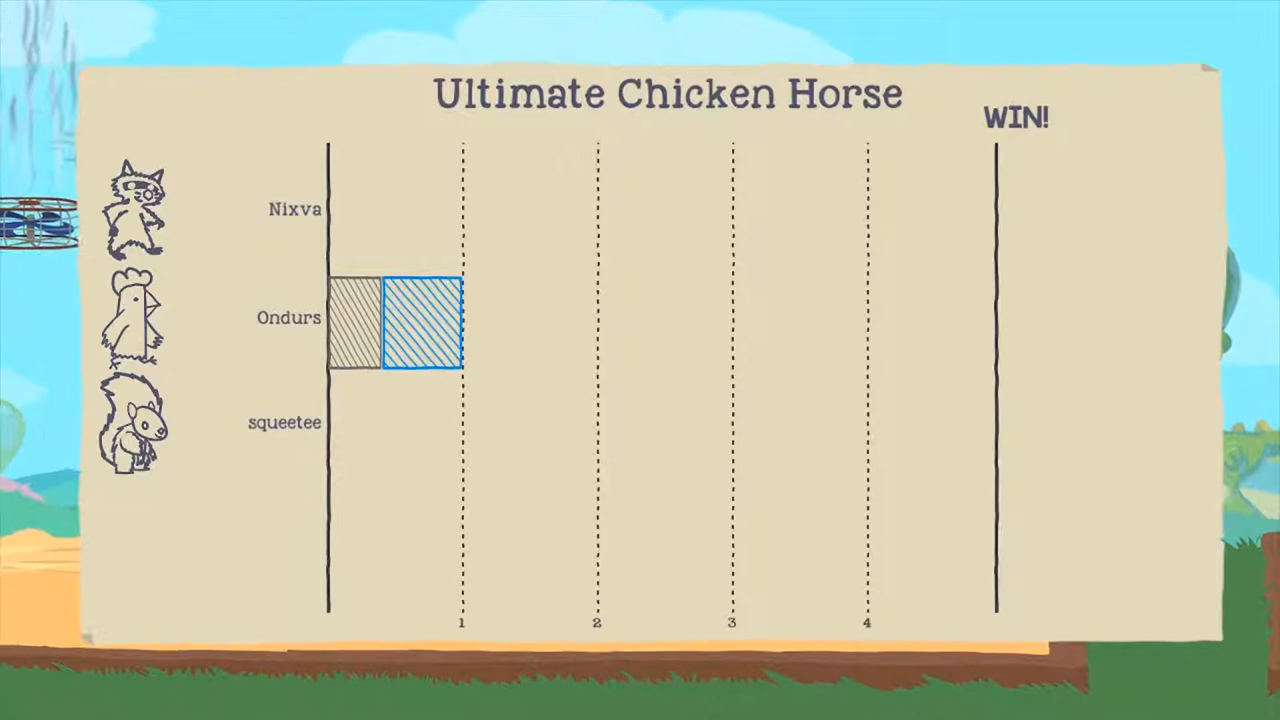 Ultimate Chicken Horse
WIN!
Nixva
Ondurs
squeetee
1 2 3 4